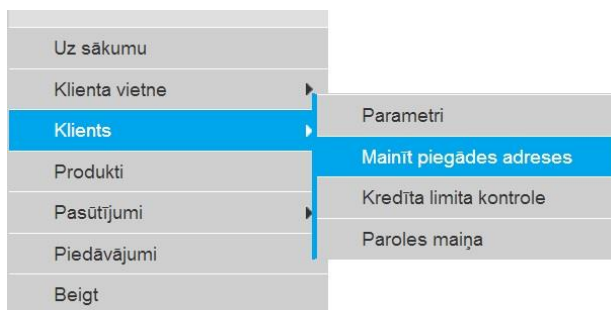 Uz sākumu
Klienta vietne
Klients
Produkti
Pasūtījumi
Piedāvājumi
Beigt
Parametri
Mainīt piegādes adreses
Kredīta limita kontrole
Paroles maiņa